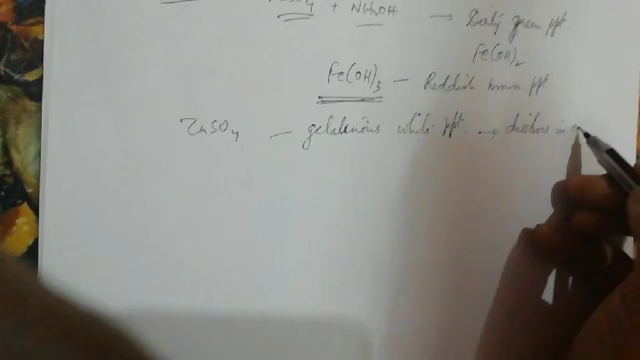 + NH4OH → Dirty green ppt
Fe(OH)2
Fe(OH)3 — Reddish brown ppt
ZnSO4 — gelatinous white ppt → dissolves in